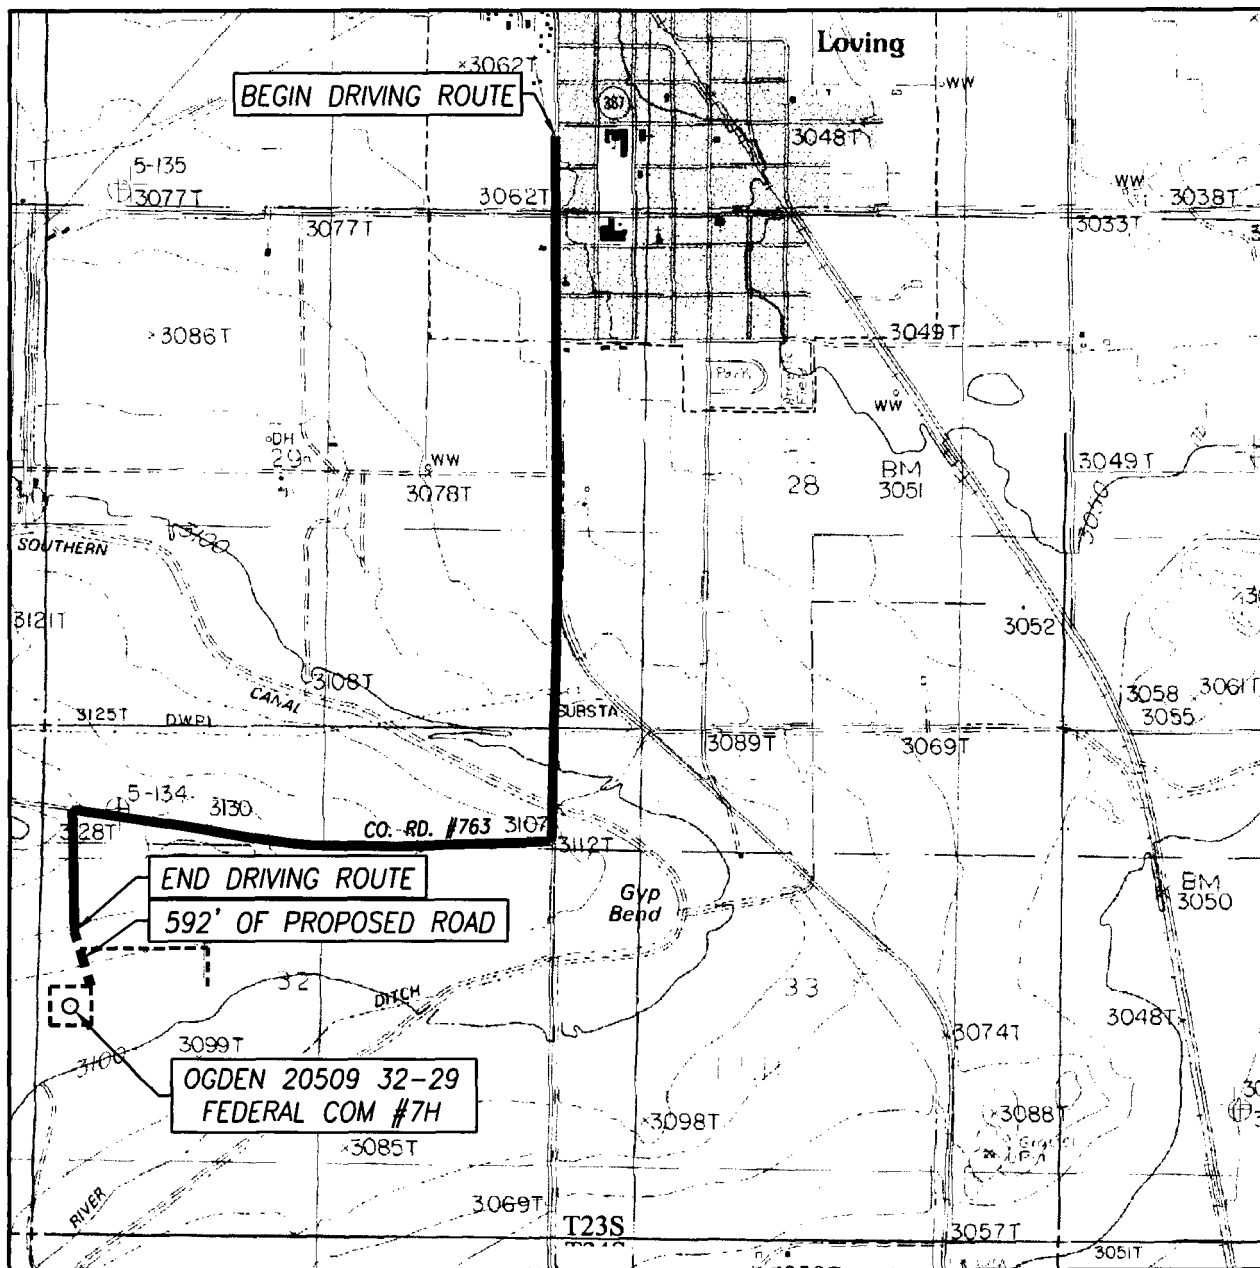 Loving
×3062T
WW
BEGIN DRIVING ROUTE
387
3048T
5-135
3077T
3062T
WW
3038T
3077T
3033T
×3086T
3049T
Park
WW
DH
29
WW
3078T
28
BM
3051
3049T
3050
3100
SOUTHERN
3121T
3052
3108T
CANAL
3058
3055
×3061T
3125T
DWPI
SUBSTA
3089T
3069T
5-134
3130
3128T
CO. RD. #763
3107
3112T
END DRIVING ROUTE
Gyp
Bend
BM
3050
592' OF PROPOSED ROAD
32
DITCH
33
3048T
3074T
3099T
3100
OGDEN 20509 32-29
FEDERAL COM #7H
×3098T
×3088T
×3085T
RIVER
3069T
T23S
3057T
3051T